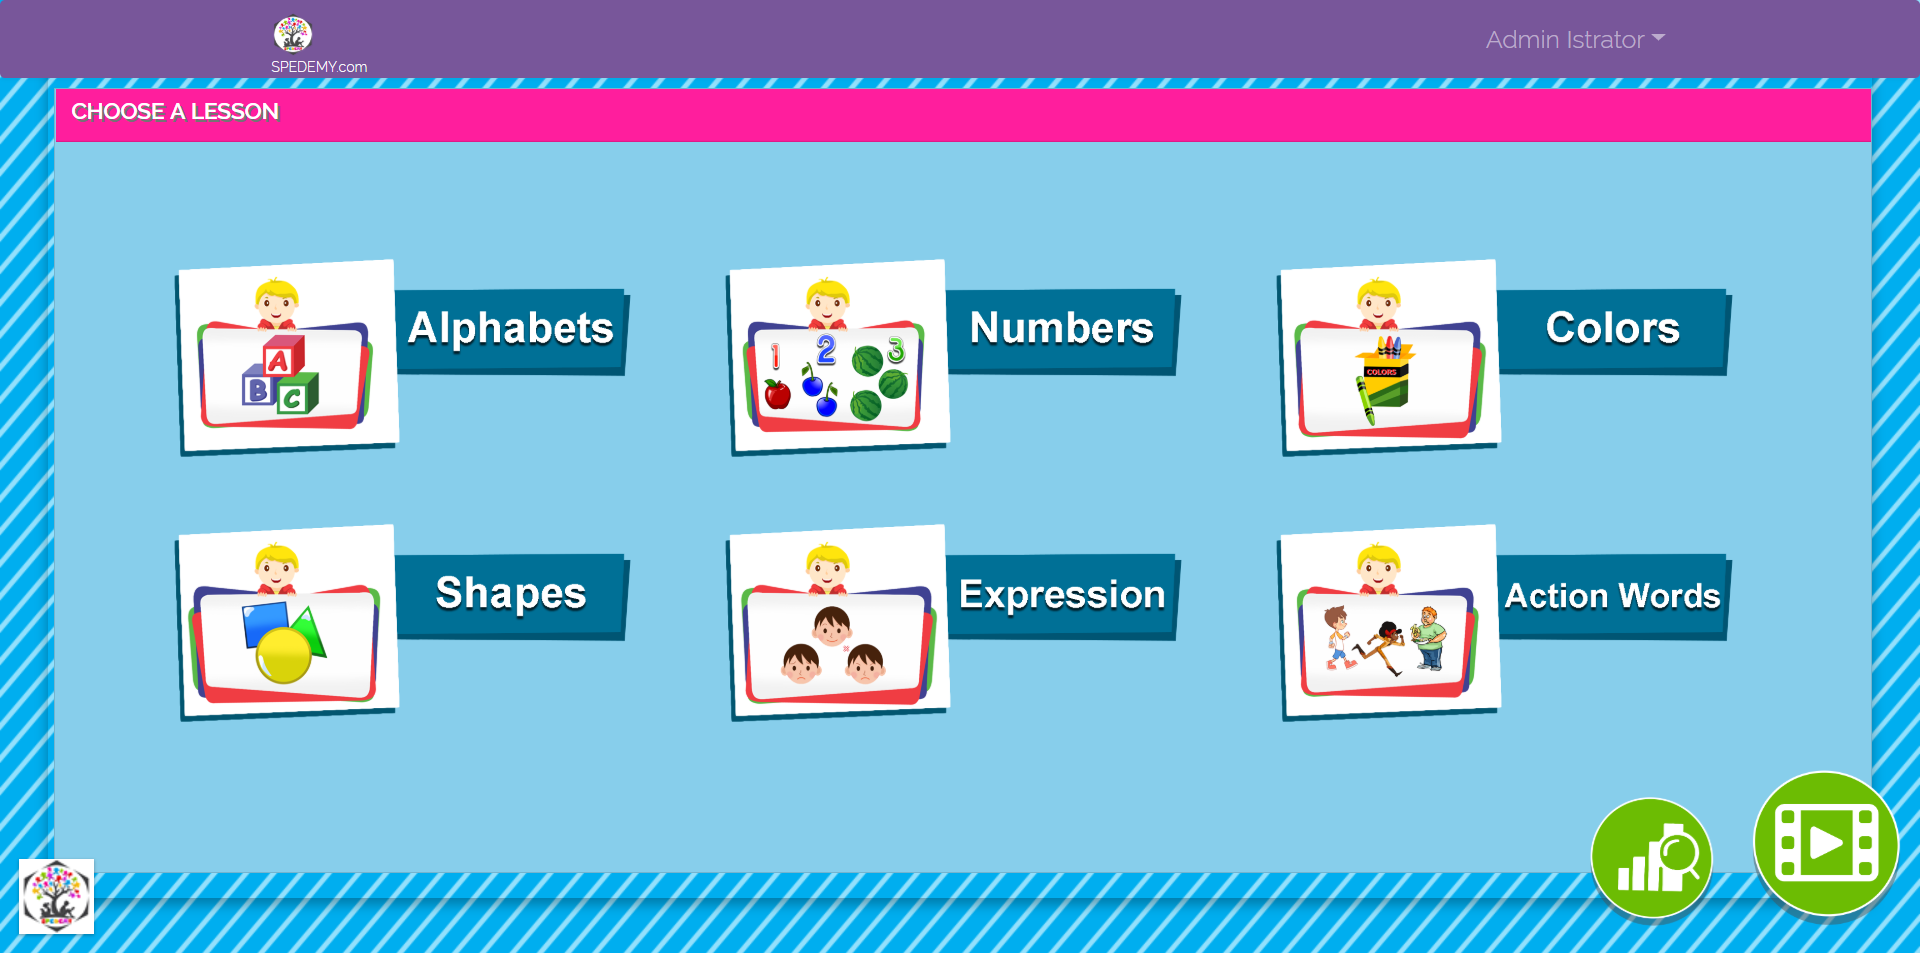 SPEDEMY.com
Admin Istrator
CHOOSE A LESSON
A
B C
Alphabets
1 2 3
Numbers
COLORS
Colors
Shapes
Expression
Action Words